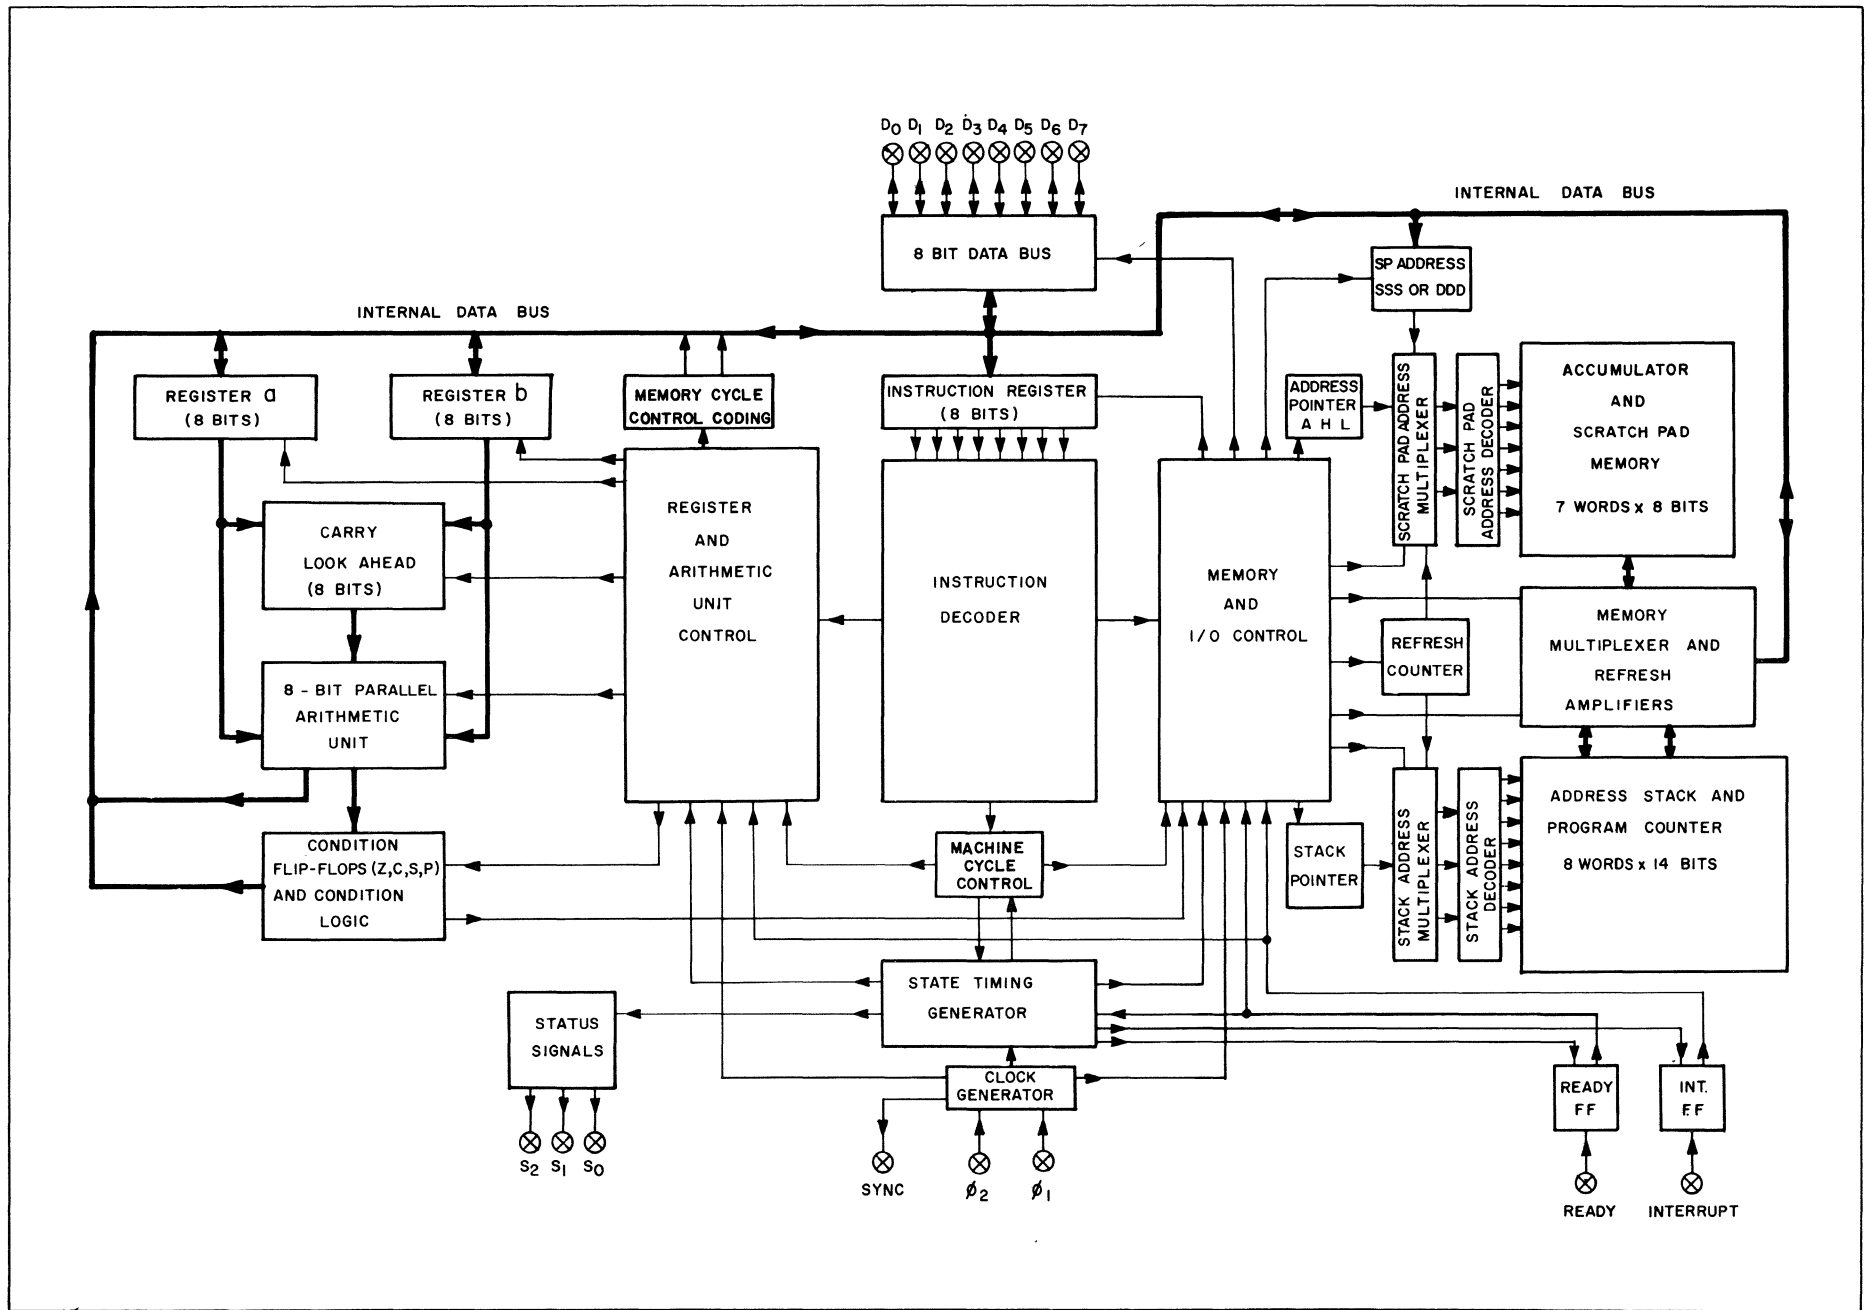 D0 D1 D2 D3 D4 D5 D6 D7
INTERNAL DATA BUS
8 BIT DATA BUS
SP ADDRESS
SSS OR DDD
INTERNAL DATA BUS
REGISTER a
(8 BITS)
REGISTER b
(8 BITS)
MEMORY CYCLE
CONTROL CODING
INSTRUCTION REGISTER
(8 BITS)
ADDRESS
POINTER
A H L
SCRATCH PAD ADDRESS
MULTIPLEXER
SCRATCH PAD
ADDRESS DECODER
ACCUMULATOR
AND
SCRATCH PAD
MEMORY
7 WORDS x 8 BITS
CARRY
LOOK AHEAD
(8 BITS)
REGISTER
AND
ARITHMETIC
UNIT
CONTROL
INSTRUCTION
DECODER
MEMORY
AND
I/O CONTROL
REFRESH
COUNTER
MEMORY
MULTIPLEXER AND
REFRESH
AMPLIFIERS
8-BIT PARALLEL
ARITHMETIC
UNIT
CONDITION
FLIP-FLOPS (Z,C,S,P)
AND CONDITION
LOGIC
MACHINE
CYCLE
CONTROL
STACK
POINTER
STACK ADDRESS
MULTIPLEXER
STACK ADDRESS
DECODER
ADDRESS STACK AND
PROGRAM COUNTER
8 WORDS x 14 BITS
STATE TIMING
GENERATOR
STATUS
SIGNALS
CLOCK
GENERATOR
READY
FF
INT.
F.F
S2 S1 S0
SYNC
ϕ2
ϕ1
READY
INTERRUPT